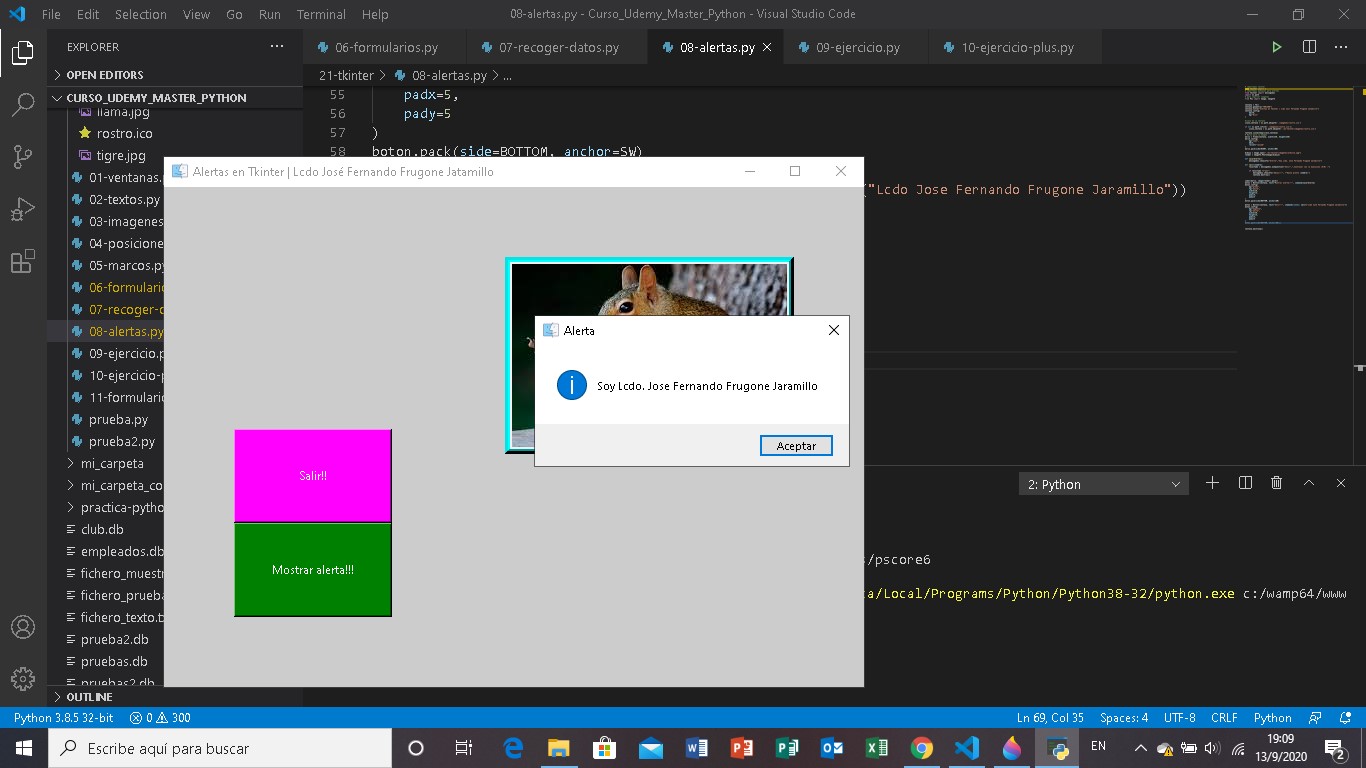 File Edit Selection View Go Run Terminal Help 08-alertas.py - Curso_Udemy_Master_Python - Visual Studio Code
EXPLORER ...
OPEN EDITORS
CURSO_UDEMY_MASTER_PYTHON
llama.jpg
rostro.ico
tigre.jpg
01-ventanas.
02-textos.py
03-imagenes
04-posicione
05-marcos.py
06-formulario
07-recoger-d
08-alertas.py
09-ejercicio.p
10-ejercicio-p
11-formulario
prueba.py
prueba2.py
mi_carpeta
mi_carpeta_co
practica-pytho
club.db
empleados.db
fichero_muestr
fichero_prueba
fichero_texto.t
prueba2.db
pruebas.db
pruebas2.db
OUTLINE
06-formularios.py 07-recoger-datos.py 08-alertas.py 09-ejercicio.py 10-ejercicio-plus.py
21-tkinter > 08-alertas.py > ...
55 padx=5,
56 pady=5
57 )
58 boton.pack(side=BOTTOM, anchor=SW)
("Lcdo Jose Fernando Frugone Jaramillo"))
Alertas en Tkinter | Lcdo José Fernando Frugone Jatamillo
Salir!!
Mostrar alerta!!!
Alerta
Soy Lcdo. Jose Fernando Frugone Jaramillo
Aceptar
2: Python
s/pscore6
ta/Local/Programs/Python/Python38-32/python.exe c:/wamp64/www
Python 3.8.5 32-bit 0 300 Ln 69, Col 35 Spaces: 4 UTF-8 CRLF Python
Escribe aquí para buscar
EN
19:09
13/9/2020
2